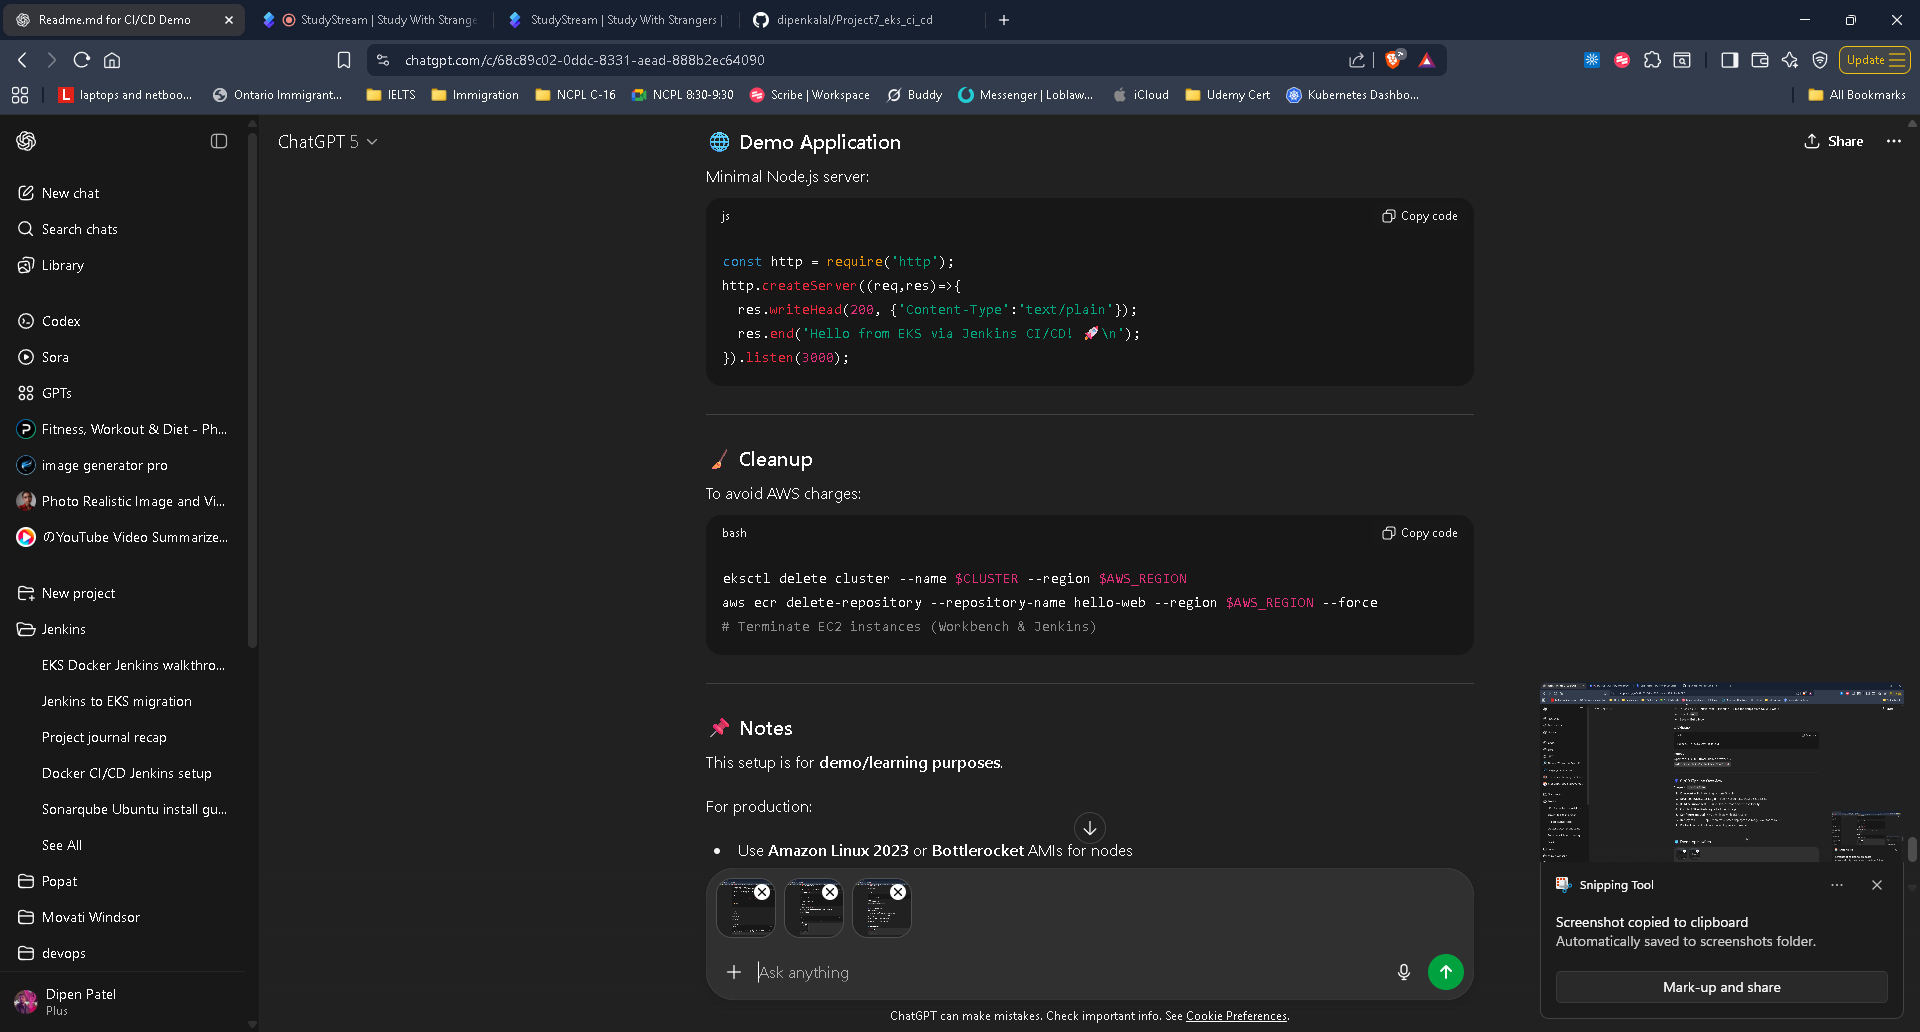 Readme.md for CI/CD Demo
StudyStream | Study With Strange
StudyStream | Study With Strangers |
dipenkalal/Project7_eks_ci_cd
chatgpt.com/c/68c89c02-0ddc-8331-aead-888b2ec64090
Update
laptops and netboo...
Ontario Immigrant...
IELTS
Immigration
NCPL C-16
NCPL 8:30-9:30
Scribe | Workspace
Buddy
Messenger | Loblaw...
iCloud
Udemy Cert
Kubernetes Dashbo...
All Bookmarks
New chat
Search chats
Library
Codex
Sora
GPTs
Fitness, Workout & Diet - Ph...
image generator pro
Photo Realistic Image and Vi...
のYouTube Video Summarize...
New project
Jenkins
EKS Docker Jenkins walkthro...
Jenkins to EKS migration
Project journal recap
Docker CI/CD Jenkins setup
Sonarqube Ubuntu install gu...
See All
Popat
Movati Windsor
devops
Dipen Patel
Plus
ChatGPT 5
Share
🌐 Demo Application
Minimal Node.js server:
js
Copy code
const http = require('http');
http.createServer((req,res)=>{
res.writeHead(200, {'Content-Type':'text/plain'});
res.end('Hello from EKS via Jenkins CI/CD! 🚀\n');
}).listen(3000);
🧹 Cleanup
To avoid AWS charges:
bash
Copy code
eksctl delete cluster --name $CLUSTER --region $AWS_REGION
aws ecr delete-repository --repository-name hello-web --region $AWS_REGION --force
# Terminate EC2 instances (Workbench & Jenkins)
📌 Notes
This setup is for demo/learning purposes.
For production:
• Use Amazon Linux 2023 or Bottlerocket AMIs for nodes
Ask anything
ChatGPT can make mistakes. Check important info. See Cookie Preferences.
Snipping Tool
Screenshot copied to clipboard
Automatically saved to screenshots folder.
Mark-up and share